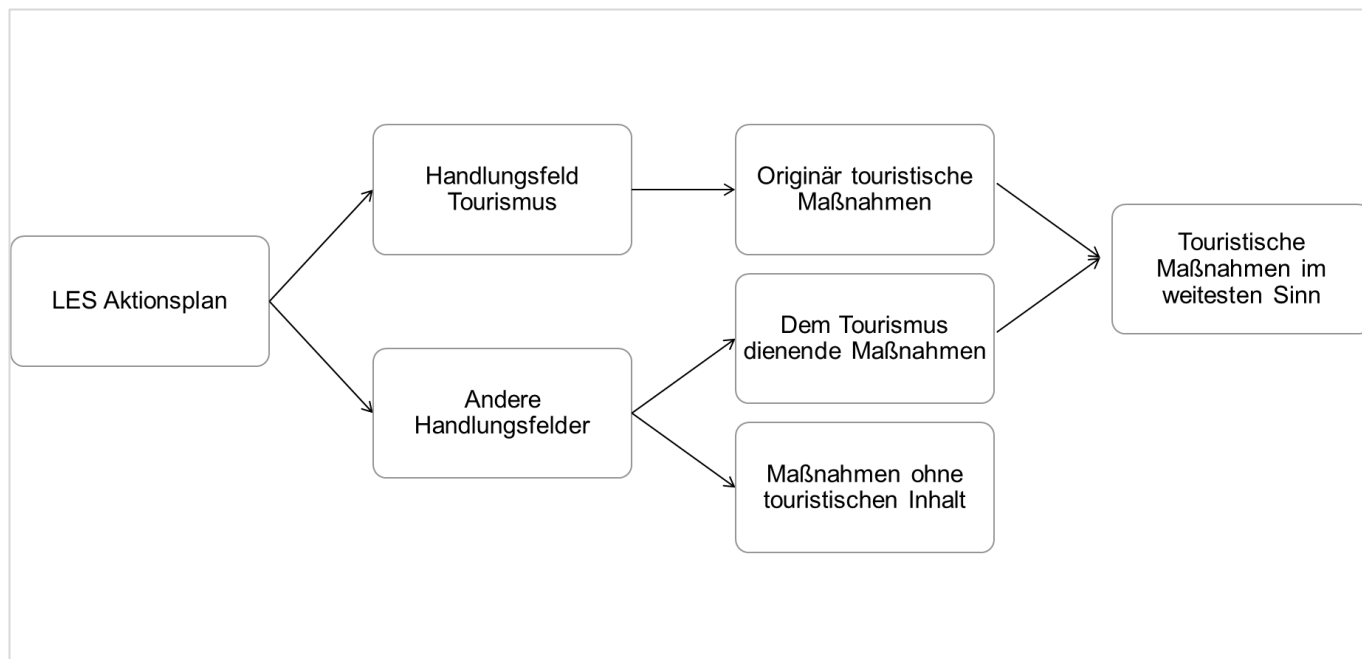 LES Aktionsplan
Handlungsfeld
Tourismus
Andere
Handlungsfelder
Originär touristische
Maßnahmen
Dem Tourismus
dienende Maßnahmen
Maßnahmen ohne
touristischen Inhalt
Touristische
Maßnahmen im
weitesten Sinn